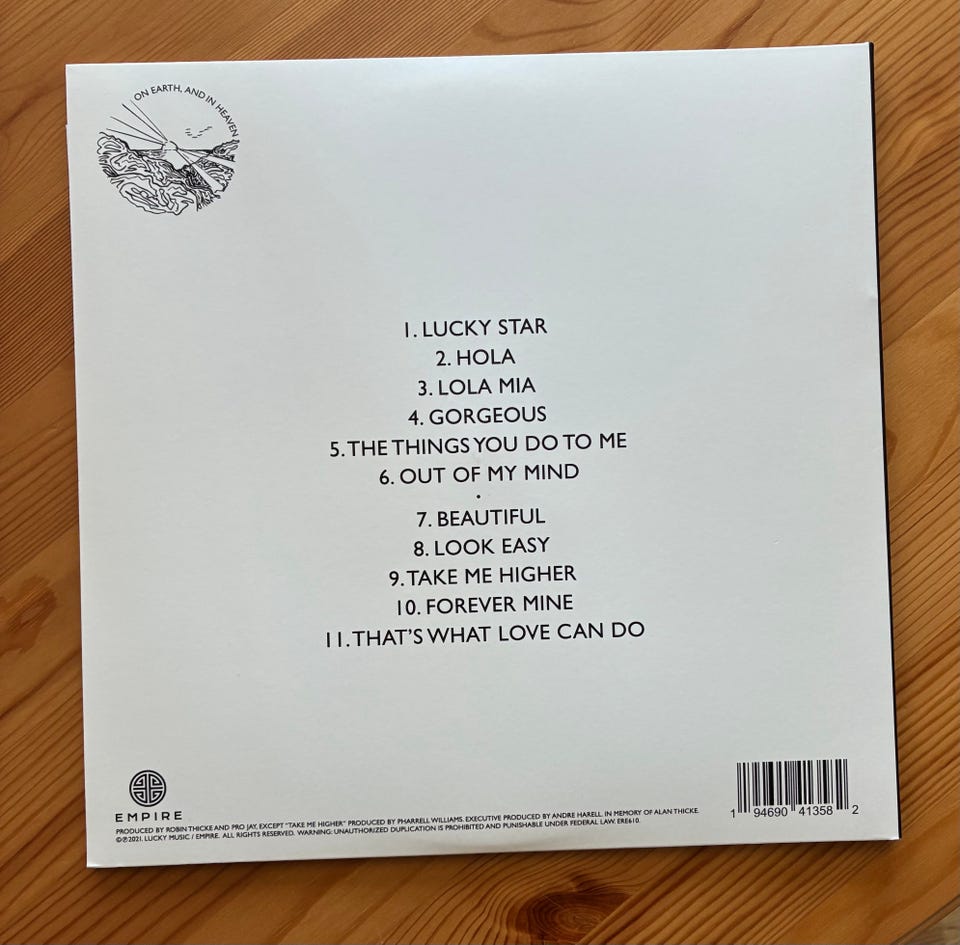 ON EARTH, AND IN HEAVEN
1. LUCKY STAR
2. HOLA
3. LOLA MIA
4. GORGEOUS
5. THE THINGS YOU DO TO ME
6. OUT OF MY MIND
.
7. BEAUTIFUL
8. LOOK EASY
9. TAKE ME HIGHER
10. FOREVER MINE
11. THAT'S WHAT LOVE CAN DO
EMPIRE
PRODUCED BY ROBIN THICKE AND PRO JAY, EXCEPT "TAKE ME HIGHER" PRODUCED BY PHARRELL WILLIAMS. EXECUTIVE PRODUCED BY ANDRE HARELL. IN MEMORY OF ALAN THICKE.
©℗2021. LUCKY MUSIC / EMPIRE. ALL RIGHTS RESERVED. WARNING: UNAUTHORIZED DUPLICATION IS PROHIBITED AND PUNISHABLE UNDER FEDERAL LAW. ERE610.
1 94690 41358 2